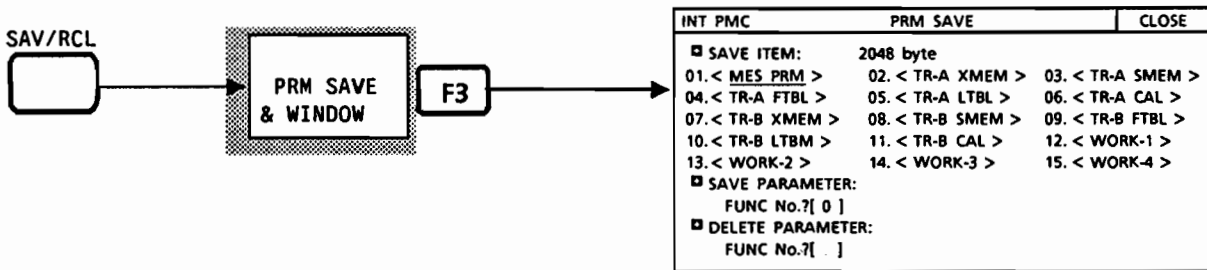 SAV/RCL
PRM SAVE
& WINDOW
F3
INT PMC PRM SAVE CLOSE
SAVE ITEM: 2048 byte
01.< MES PRM > 02.< TR-A XMEM > 03.< TR-A SMEM >
04.< TR-A FTBL > 05.< TR-A LTBL > 06.< TR-A CAL >
07.< TR-B XMEM > 08.< TR-B SMEM > 09.< TR-B FTBL >
10.< TR-B LTBM > 11.< TR-B CAL > 12.< WORK-1 >
13.< WORK-2 > 14.< WORK-3 > 15.< WORK-4 >
SAVE PARAMETER:
FUNC No.?[ 0 ]
DELETE PARAMETER:
FUNC No.?[ . ]